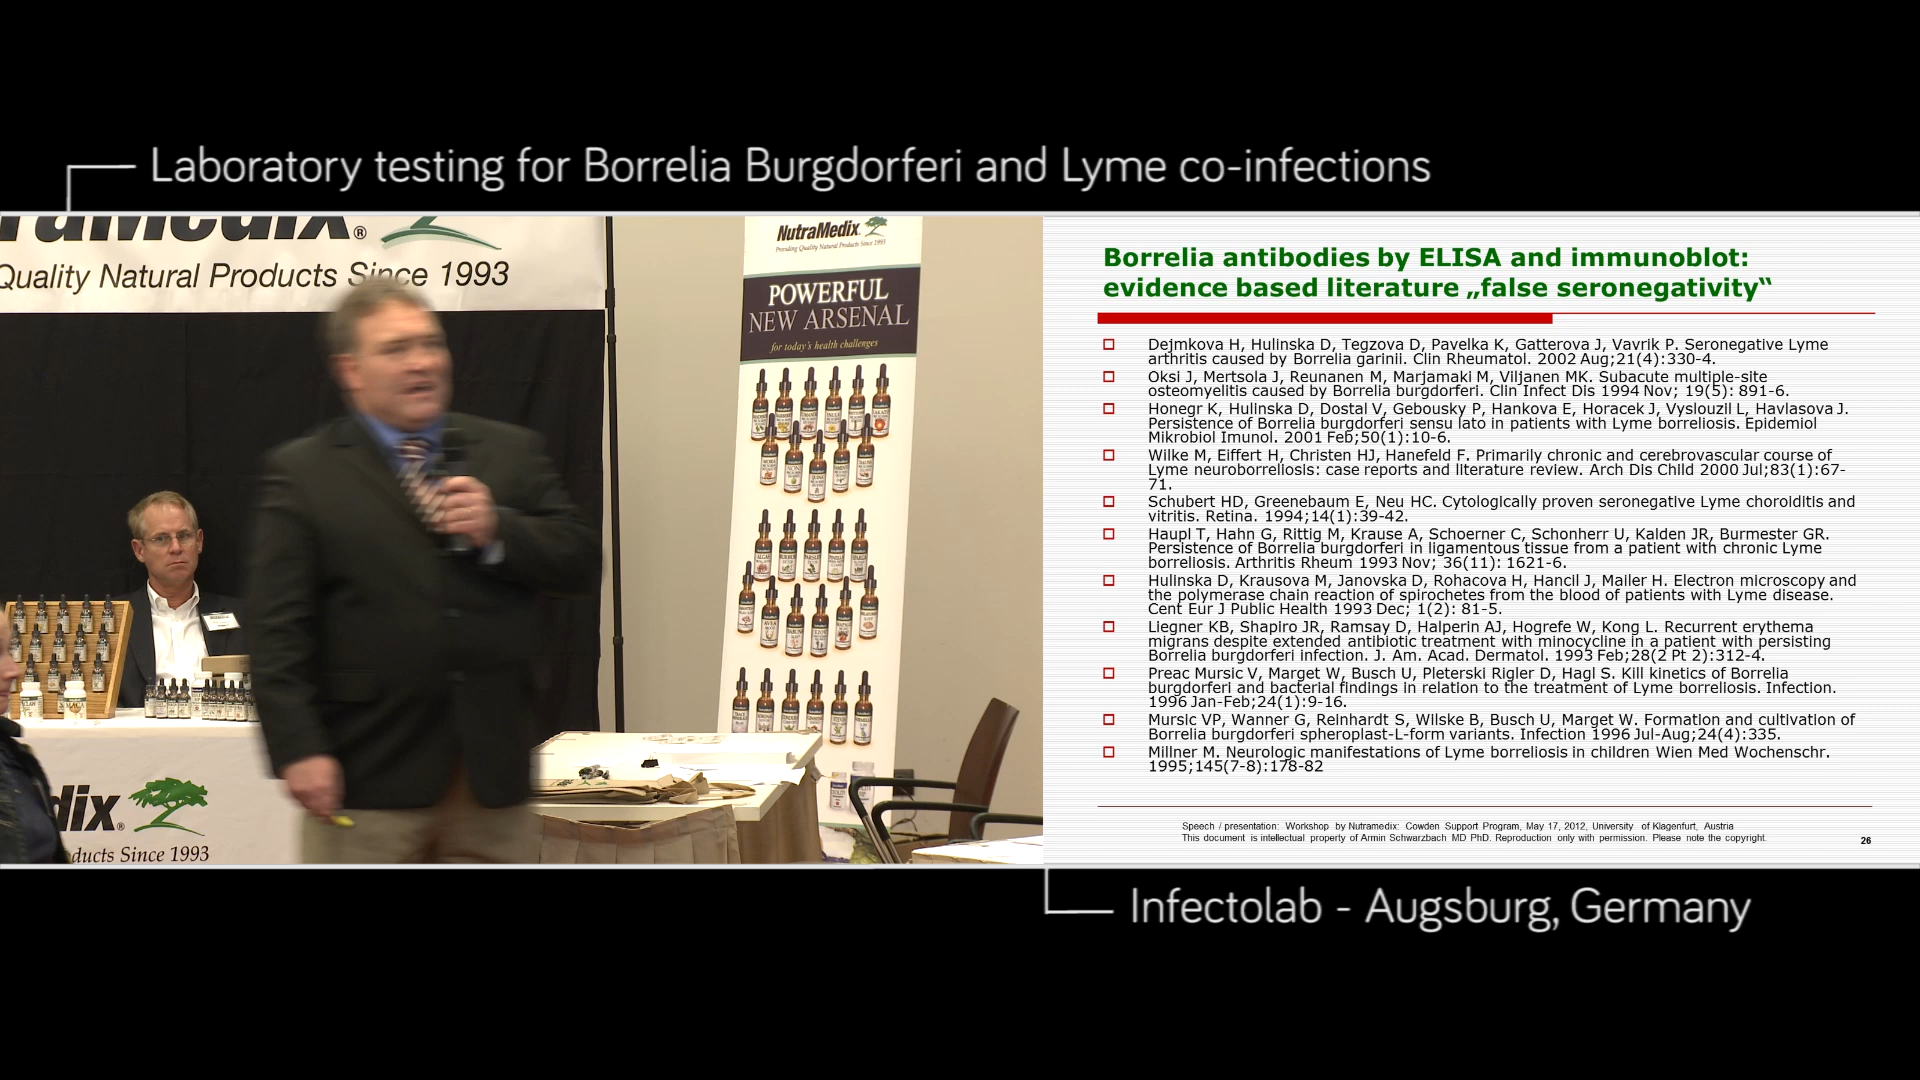 Laboratory testing for Borrelia Burgdorferi and Lyme co-infections
raMedix®
Quality Natural Products Since 1993
NutraMedix®
Providing Quality Natural Products Since 1993
POWERFUL
NEW ARSENAL
for today's health challenges
dix®
ducts Since 1993
Borrelia antibodies by ELISA and immunoblot:
evidence based literature „false seronegativity“
Dejmkova H, Hulinska D, Tegzova D, Pavelka K, Gatterova J, Vavrik P. Seronegative Lyme
arthritis caused by Borrelia garinii. Clin Rheumatol. 2002 Aug;21(4):330-4.
Oksi J, Mertsola J, Reunanen M, Marjamaki M, Viljanen MK. Subacute multiple-site
osteomyelitis caused by Borrelia burgdorferi. Clin Infect Dis 1994 Nov; 19(5): 891-6.
Honegr K, Hulinska D, Dostal V, Gebousky P, Hankova E, Horacek J, Vyslouzil L, Havlasova J.
Persistence of Borrelia burgdorferi sensu lato in patients with Lyme borreliosis. Epidemiol
Mikrobiol Imunol. 2001 Feb;50(1):10-6.
Wilke M, Eiffert H, Christen HJ, Hanefeld F. Primarily chronic and cerebrovascular course of
Lyme neuroborreliosis: case reports and literature review. Arch Dis Child 2000 Jul;83(1):67-
71.
Schubert HD, Greenebaum E, Neu HC. Cytologically proven seronegative Lyme choroiditis and
vitritis. Retina. 1994;14(1):39-42.
Haupl T, Hahn G, Rittig M, Krause A, Schoerner C, Schonherr U, Kalden JR, Burmester GR.
Persistence of Borrelia burgdorferi in ligamentous tissue from a patient with chronic Lyme
borreliosis. Arthritis Rheum 1993 Nov; 36(11): 1621-6.
Hulinska D, Krausova M, Janovska D, Rohacova H, Hancil J, Mailer H. Electron microscopy and
the polymerase chain reaction of spirochetes from the blood of patients with Lyme disease.
Cent Eur J Public Health 1993 Dec; 1(2): 81-5.
Liegner KB, Shapiro JR, Ramsay D, Halperin AJ, Hogrefe W, Kong L. Recurrent erythema
migrans despite extended antibiotic treatment with minocycline in a patient with persisting
Borrelia burgdorferi infection. J. Am. Acad. Dermatol. 1993 Feb;28(2 Pt 2):312-4.
Preac Mursic V, Marget W, Busch U, Pleterski Rigler D, Hagl S. Kill kinetics of Borrelia
burgdorferi and bacterial findings in relation to the treatment of Lyme borreliosis. Infection.
1996 Jan-Feb;24(1):9-16.
Mursic VP, Wanner G, Reinhardt S, Wilske B, Busch U, Marget W. Formation and cultivation of
Borrelia burgdorferi spheroplast-L-form variants. Infection 1996 Jul-Aug;24(4):335.
Millner M. Neurologic manifestations of Lyme borreliosis in children Wien Med Wochenschr.
1995;145(7-8):178-82
Speech / presentation: Workshop by Nutramedix: Cowden Support Program, May 17, 2012, University of Klagenfurt, Austria
This document is intellectual property of Armin Schwarzbach MD PhD. Reproduction only with permission. Please note the copyright.
26
Infectolab - Augsburg, Germany